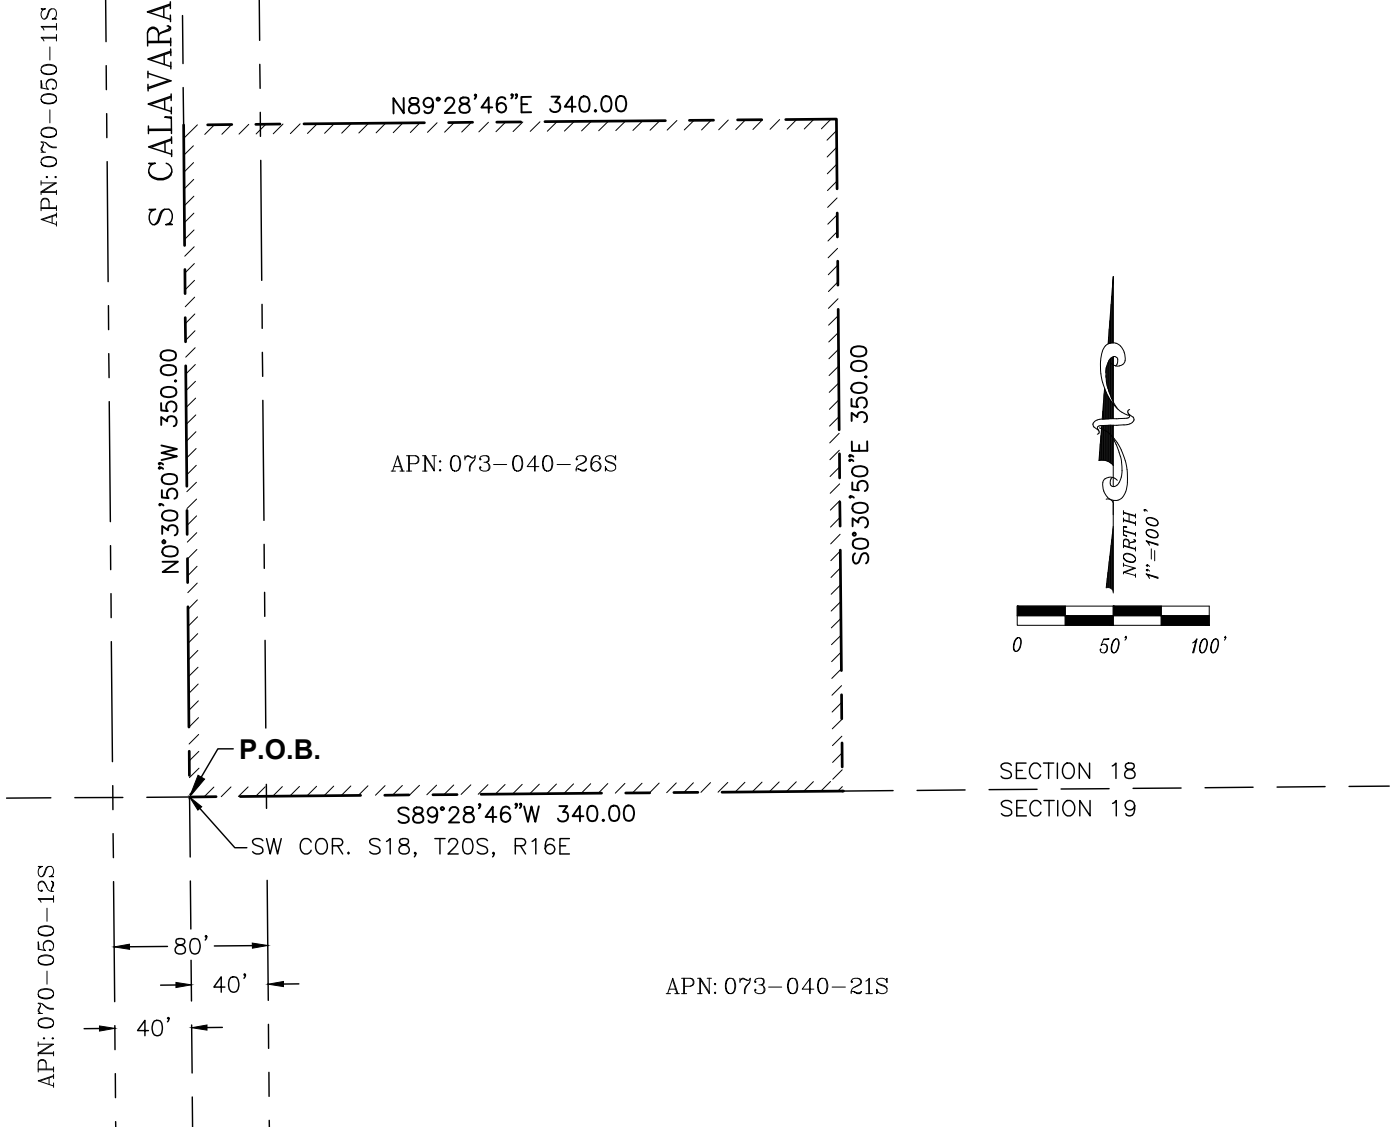 APN: 070-050-11S
S CALAVARA
N89°28'46"E 340.00
N0°30'50"W 350.00
APN: 073-040-26S
S0°30'50"E 350.00
NORTH
1"=100'
0 50' 100'
P.O.B.
SECTION 18
SECTION 19
S89°28'46"W 340.00
SW COR. S18, T20S, R16E
APN: 070-050-12S
80'
40'
40'
APN: 073-040-21S